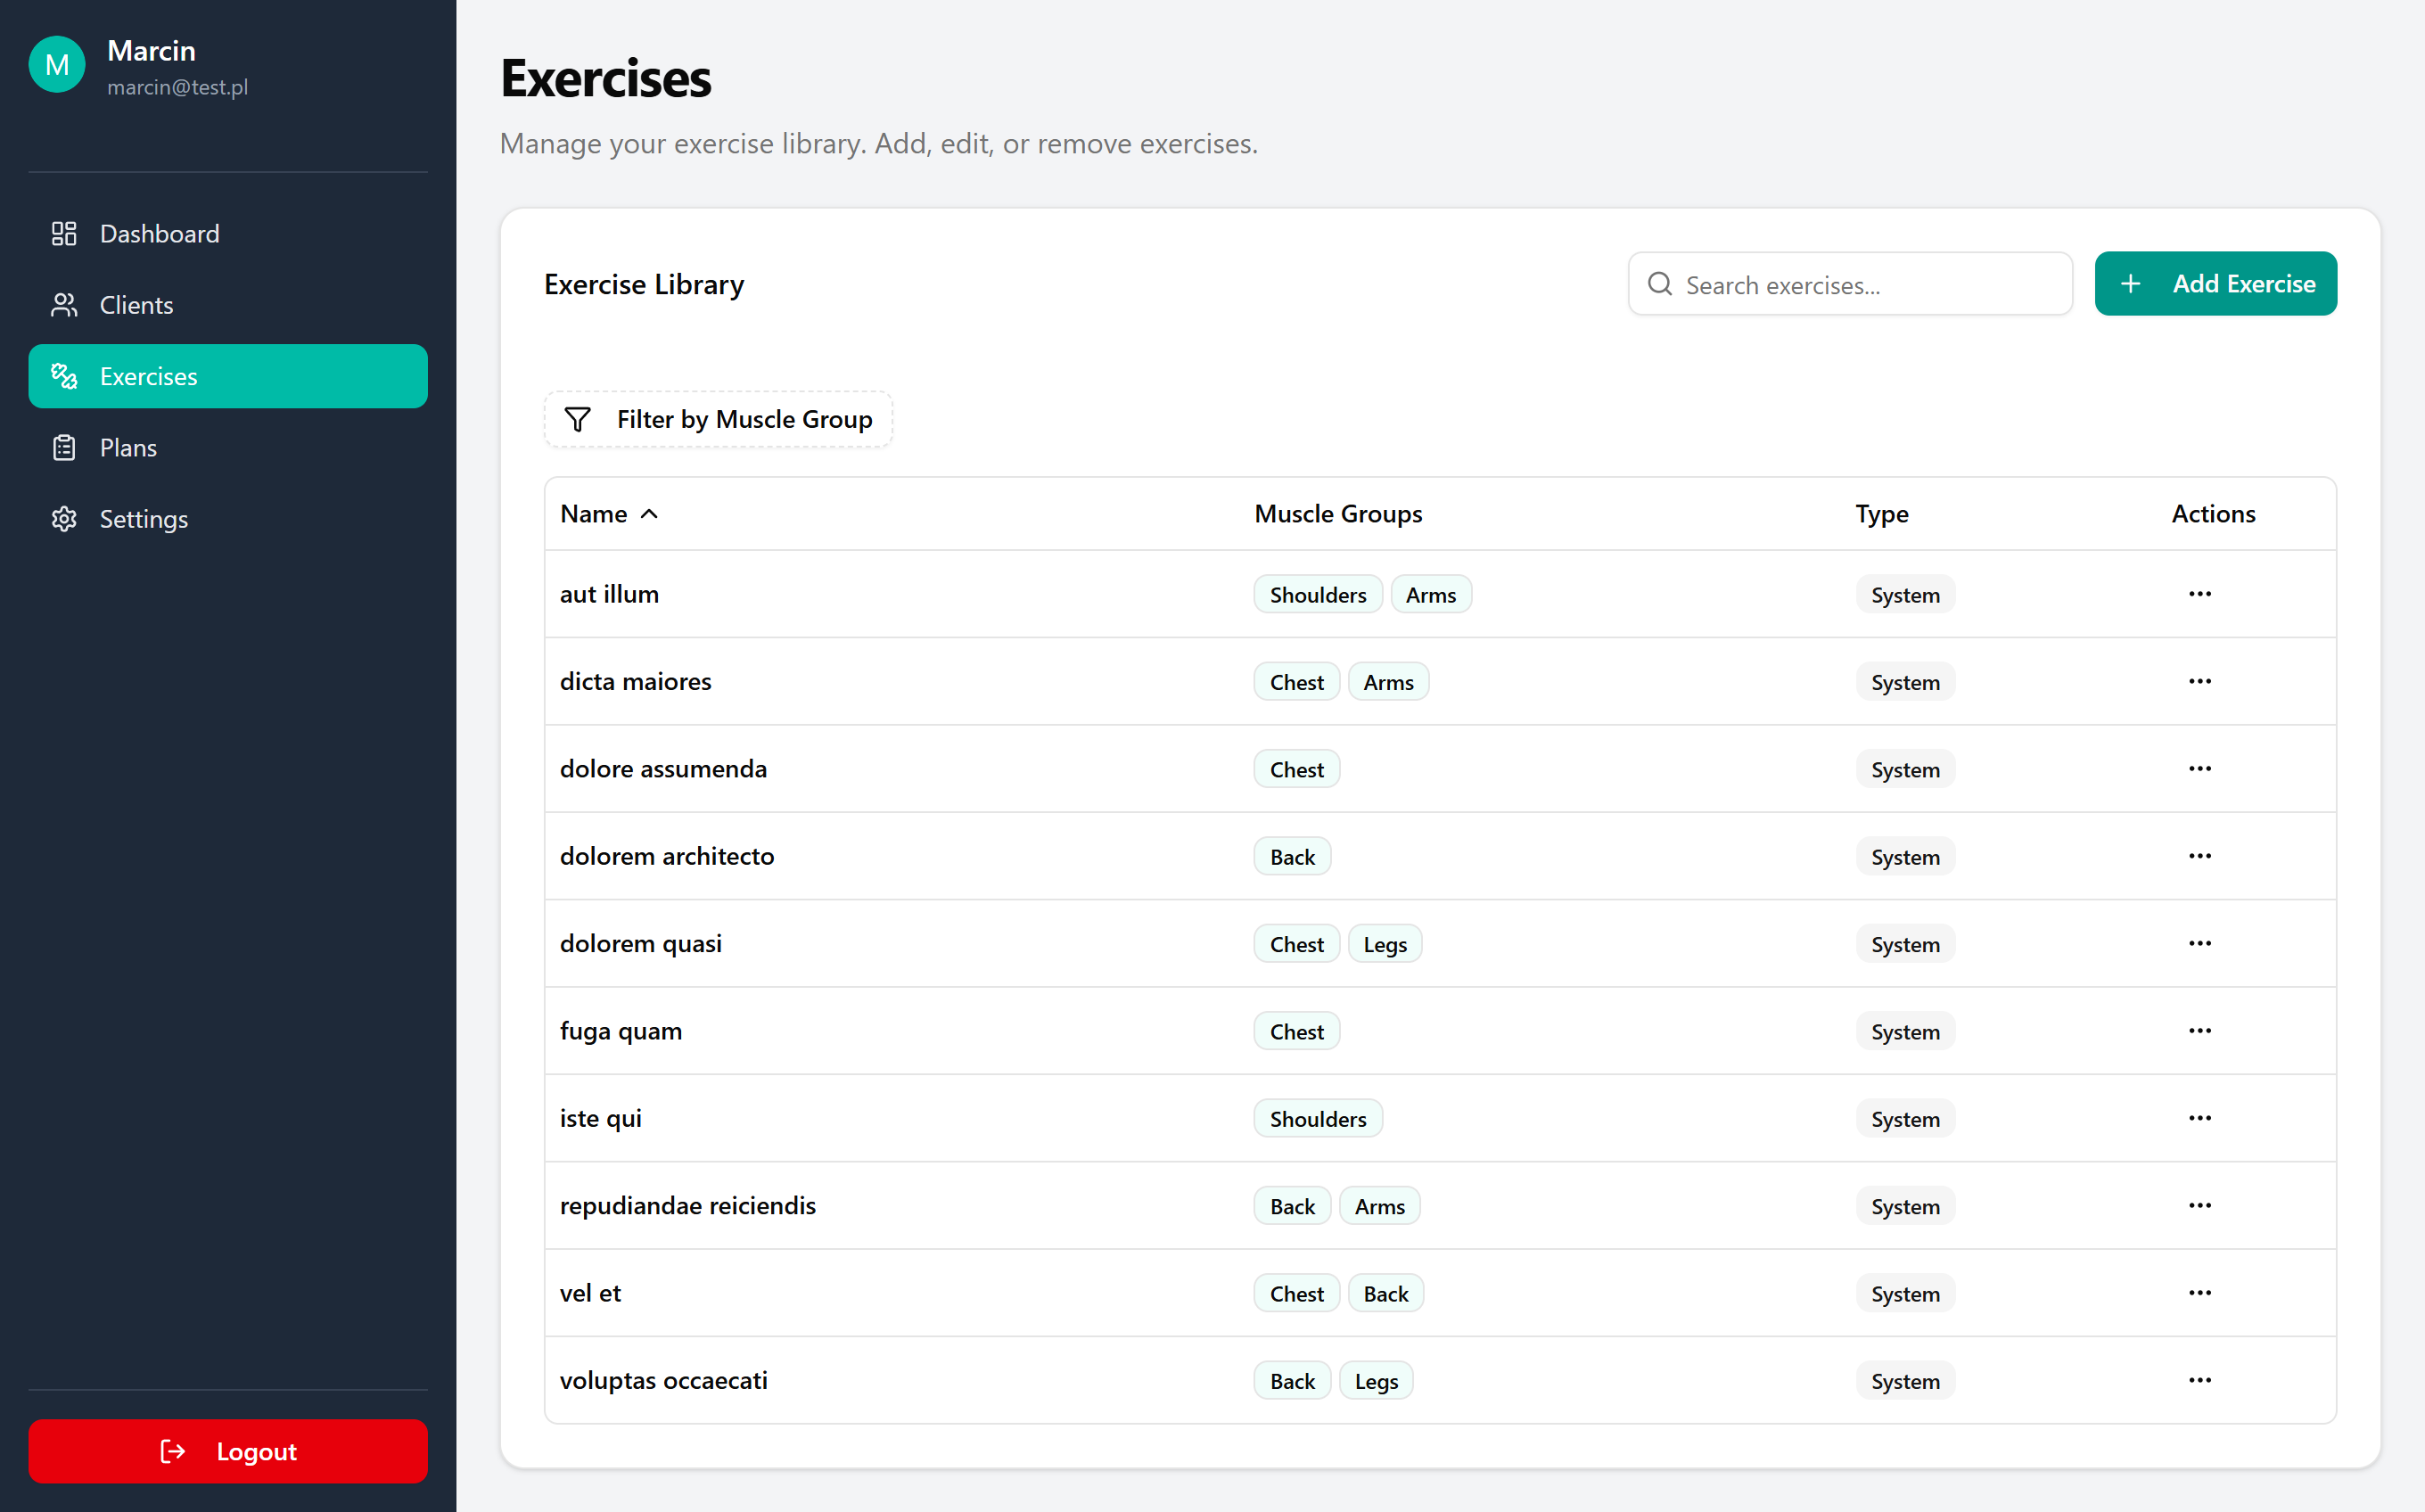 M
Marcin
marcin@test.pl
Dashboard
Clients
Exercises
Plans
Settings
Logout
Exercises
Manage your exercise library. Add, edit, or remove exercises.
Exercise Library
Search exercises...
Add Exercise
Filter by Muscle Group
Name Muscle Groups Type Actions
aut illum Shoulders Arms System
dicta maiores Chest Arms System
dolore assumenda Chest System
dolorem architecto Back System
dolorem quasi Chest Legs System
fuga quam Chest System
iste qui Shoulders System
repudiandae reiciendis Back Arms System
vel et Chest Back System
voluptas occaecati Back Legs System